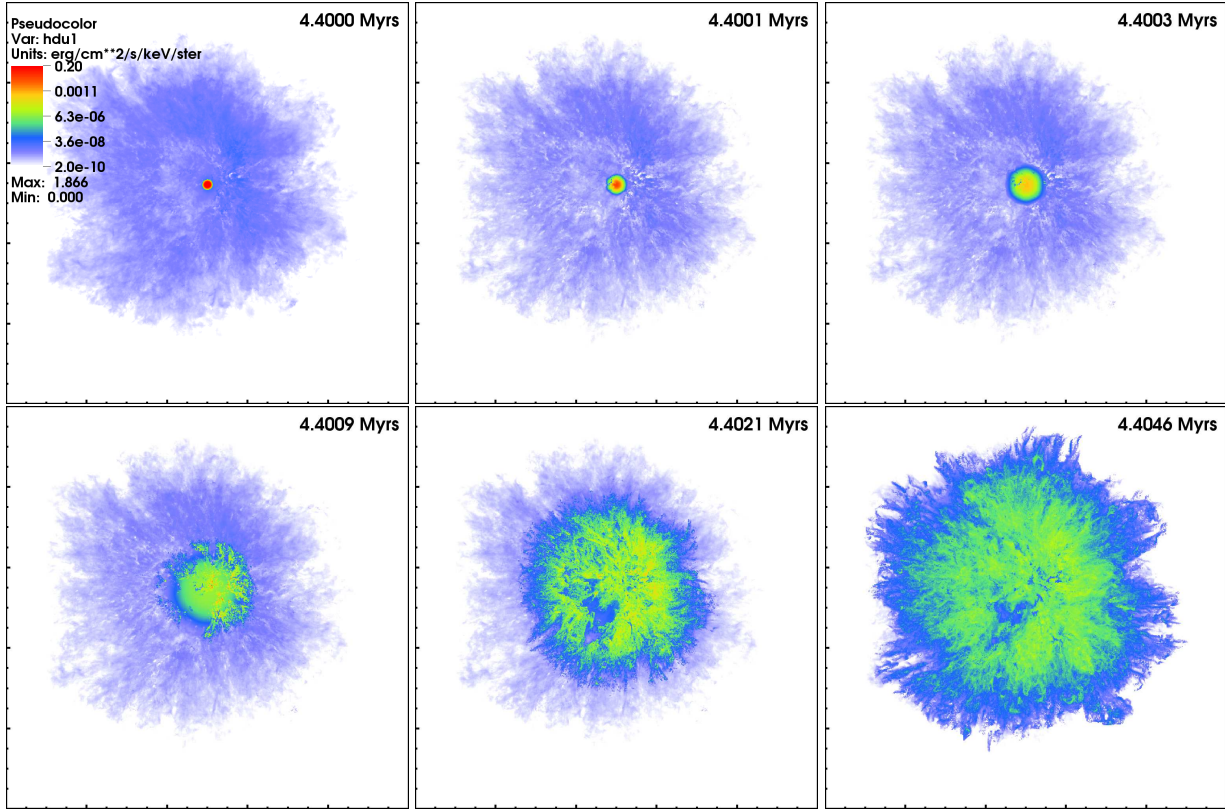 4.4000 Myrs
Pseudocolor
Var: hdu1
Units: erg/cm**2/s/keV/ster
0.20
0.0011
6.3e-06
3.6e-08
2.0e-10
Max: 1.866
Min: 0.000
4.4001 Myrs
4.4003 Myrs
4.4009 Myrs
4.4021 Myrs
4.4046 Myrs